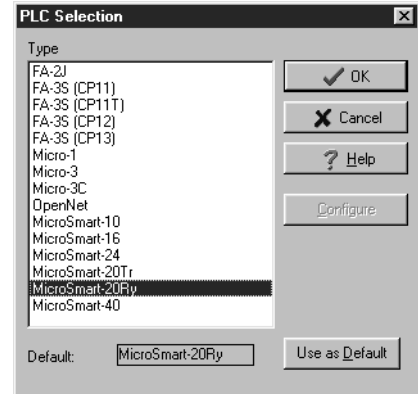 PLC Selection
Type
FA-2J
FA-3S (CP11)
FA-3S (CP11T)
FA-3S (CP12)
FA-3S (CP13)
Micro-1
Micro-3
Micro-3C
OpenNet
MicroSmart-10
MicroSmart-16
MicroSmart-24
MicroSmart-20Tr
MicroSmart-20Ry
MicroSmart-40
OK
Cancel
Help
Configure
Default: MicroSmart-20Ry
Use as Default